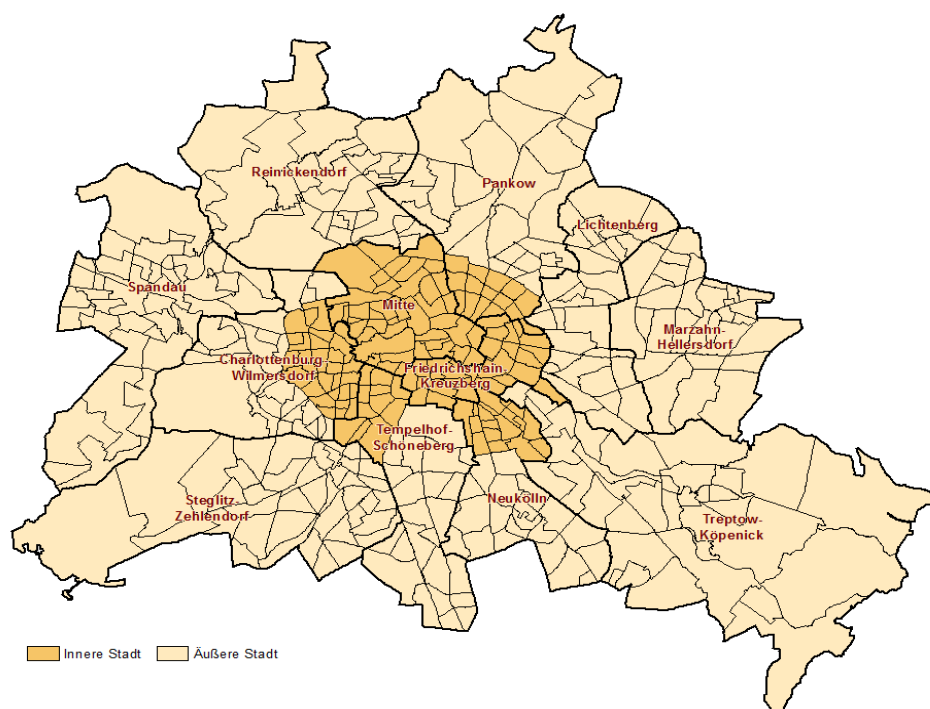 Reinickendorf
Pankow
Lichtenberg
Spandau
Mitte
Marzahn-
Hellersdorf
Charlottenburg-
Wilmersdorf
Friedrichshain-
Kreuzberg
Tempelhof-
Schöneberg
Steglitz-
Zehlendorf
Neukölln
Treptow-
Köpenick
Innere Stadt
Äußere Stadt